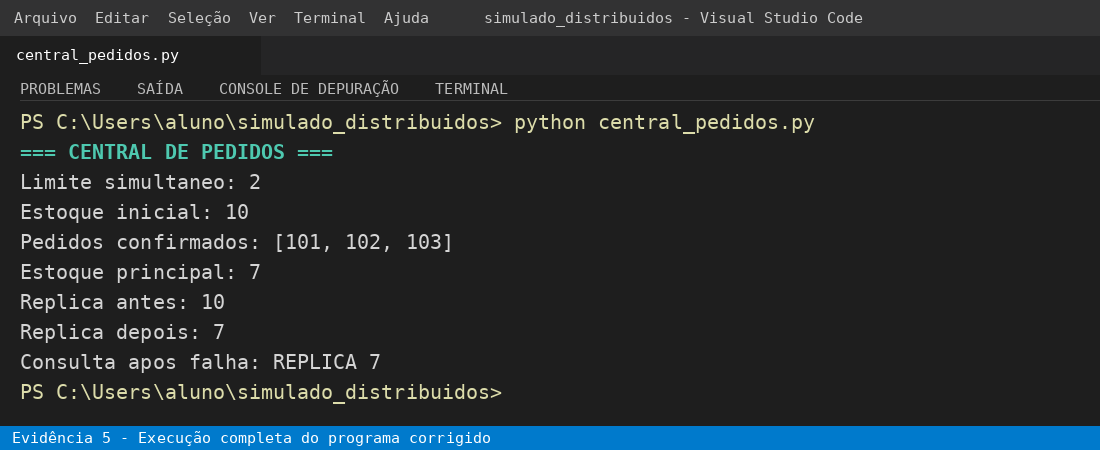 Arquivo Editar Seleção Ver Terminal Ajuda simulado_distribuidos - Visual Studio Code
central_pedidos.py
PROBLEMAS SAÍDA CONSOLE DE DEPURAÇÃO TERMINAL
PS C:\Users\aluno\simulado_distribuidos> python central_pedidos.py
=== CENTRAL DE PEDIDOS ===
Limite simultaneo: 2
Estoque inicial: 10
Pedidos confirmados: [101, 102, 103]
Estoque principal: 7
Replica antes: 10
Replica depois: 7
Consulta apos falha: REPLICA 7
PS C:\Users\aluno\simulado_distribuidos>
Evidência 5 - Execução completa do programa corrigido